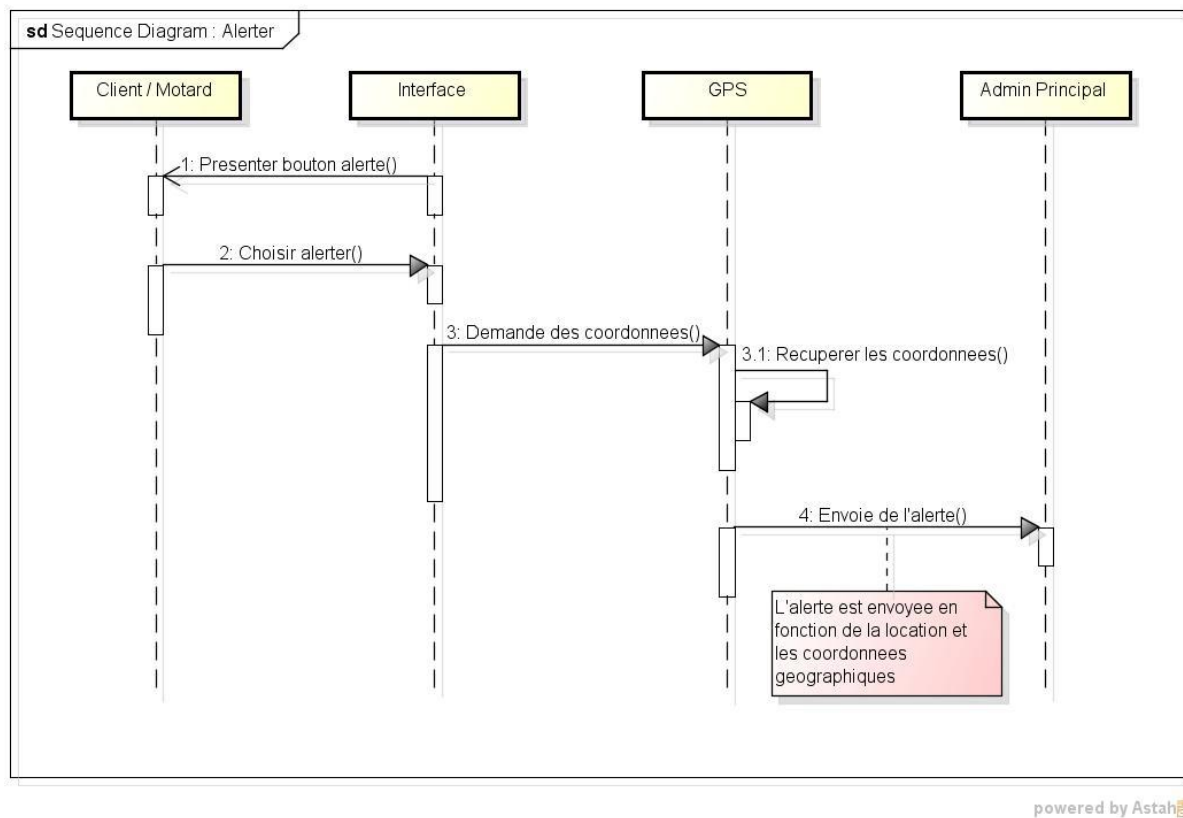 sd Sequence Diagram : Alerter
Client / Motard
Interface
GPS
Admin Principal
1: Presenter bouton alerte()
2: Choisir alerter()
3: Demande des coordonnees()
3.1: Recuperer les coordonnees()
4: Envoie de l'alerte()
L'alerte est envoyee en
fonction de la location et
les coordonnees
geographiques
powered by Astah